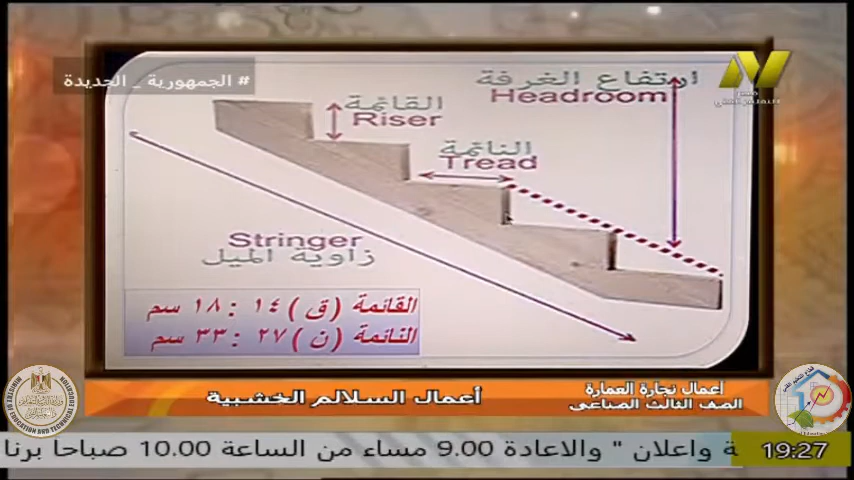 # الجمهورية _ الجديدة
ارتفاع الغرفة
Headroom
القائمة
Riser
النائمة
Tread
Stringer
زاوية الميل
القائمة (ق) ١٤ : ١٨ سم
النائمة (ن) ٢٧ : ٣٣ سم
أعمال نجارة العمارة
الصف الثالث الصناعى
أعمال السلالم الخشبية
ة واعلان " والاعادة 9.00 مساء من الساعة 10.00 صباحا برنا
19:27